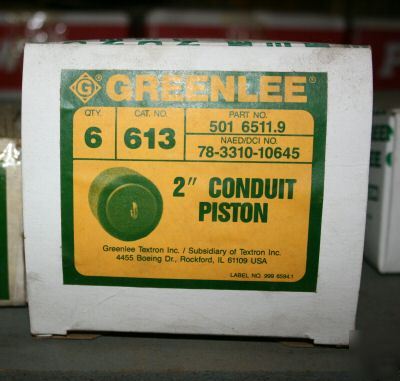 G GREENLEE®
QTY. CAT. NO. PART NO.
6 613 501 6511.9
NAED/DCI NO.
78-3310-10645
2" CONDUIT
PISTON
Greenlee Textron Inc. / Subsidiary of Textron Inc.
4455 Boeing Dr., Rockford, IL 61109 USA
LABEL NO. 999 6594.1